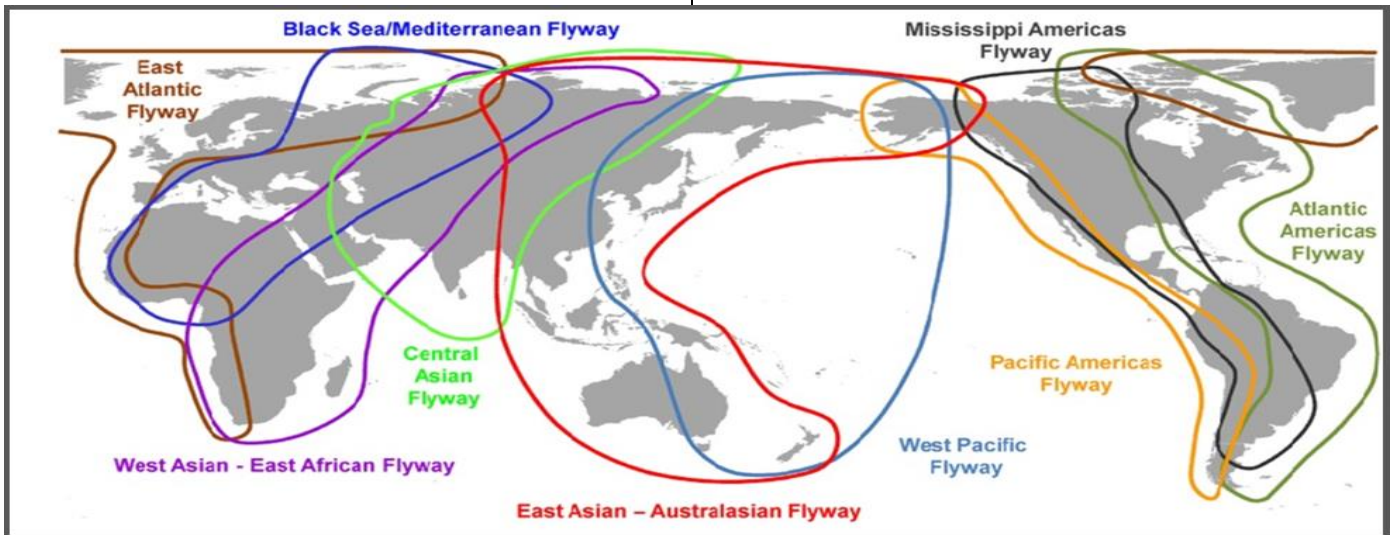 Black Sea/Mediterranean Flyway
Mississippi Americas
Flyway
East
Atlantic
Flyway
Atlantic
Americas
Flyway
Central
Asian
Flyway
Pacific Americas
Flyway
West Pacific
Flyway
West Asian - East African Flyway
East Asian – Australasian Flyway